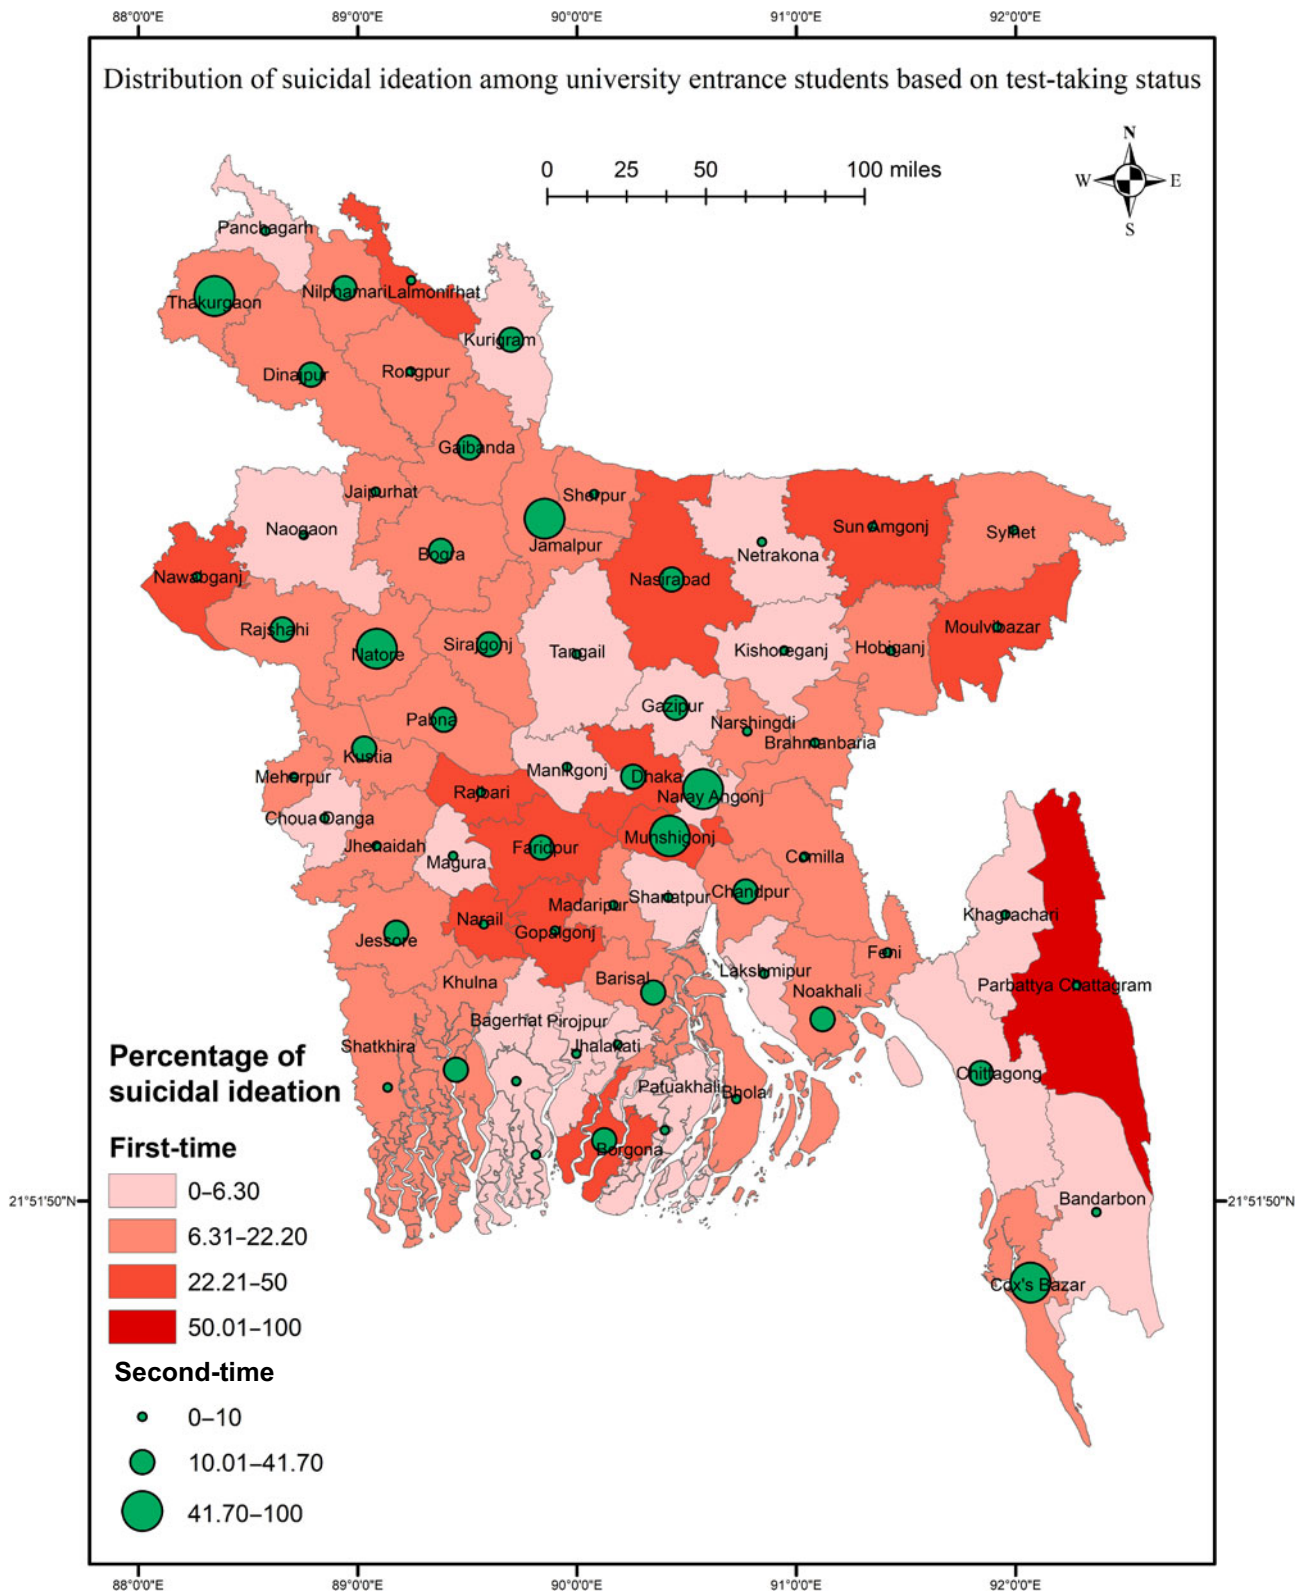 88°0'0"E 89°0'0"E 90°0'0"E 91°0'0"E 92°0'0"E
Distribution of suicidal ideation among university entrance students based on test-taking status
N
W E
S
0 25 50 100 miles
Panchagarh
Thakurgaon
Nilphamari
Lalmonirhat
Kurigram
Dinajpur
Rongpur
Gaibanda
Jaipurhat
Sherpur
Naogaon
Bogra
Jamalpur
Netrakona
Sun Amgonj
Sylhet
Nawabganj
Nasirabad
Rajshahi
Natore
Sirajgonj
Tangail
Kishoreganj
Hobiganj
Moulvibazar
Pabna
Gazipur
Narshingdi
Brahmanbaria
Kustia
Meherpur
Manikgonj
Dhaka
Naray Angonj
Rajbari
Choua Danga
Jhenaidah
Magura
Faridpur
Munshigonj
Comilla
Narail
Gopalgonj
Madaripur
Shariatpur
Chandpur
Khagrachari
Jessore
Khulna
Barisal
Lakshmipur
Feni
Noakhali
Parbattya Chattagram
Bagerhat
Pirojpur
Jhalakati
Shatkhira
Patuakhali
Bhola
Chittagong
Borgona
Bandarbon
Cox's Bazar
Percentage of
suicidal ideation
First-time
0–6.30
6.31–22.20
22.21–50
50.01–100
Second-time
0–10
10.01–41.70
41.70–100
21°51'50"N 21°51'50"N
88°0'0"E 89°0'0"E 90°0'0"E 91°0'0"E 92°0'0"E